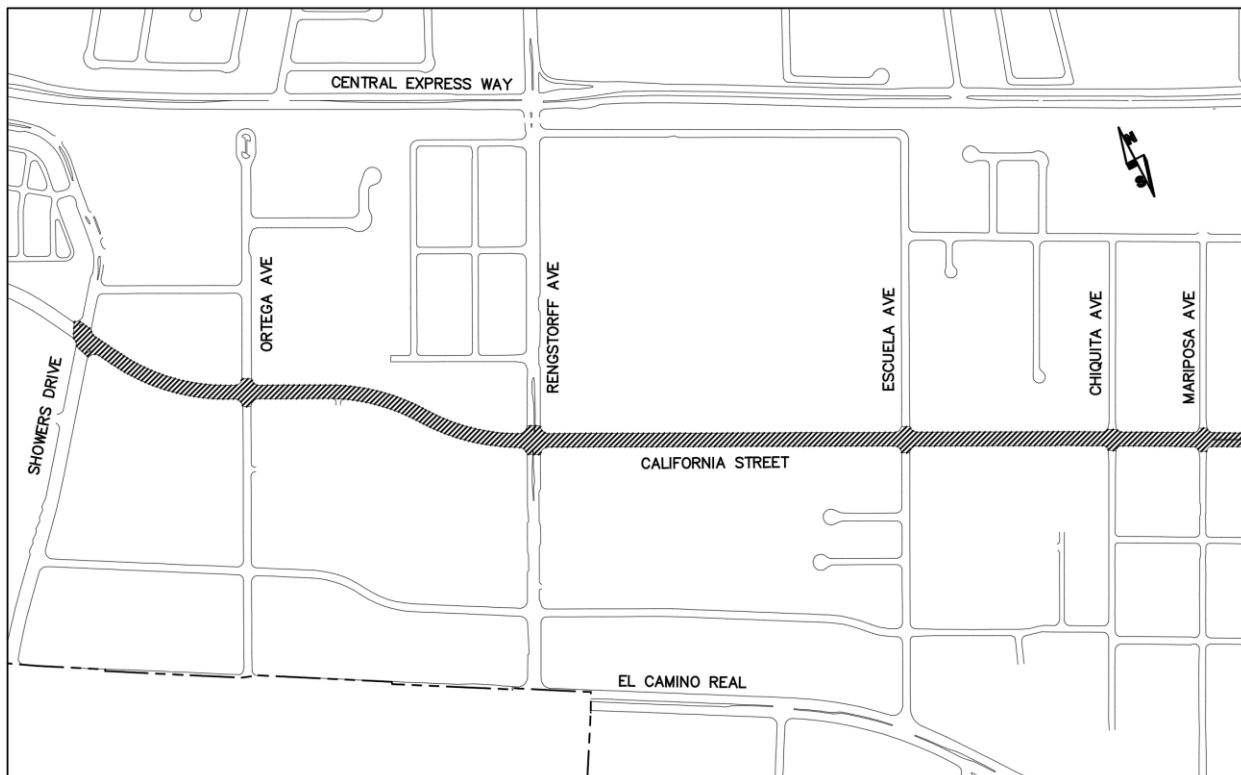 CENTRAL EXPRESS WAY
N
S
SHOWERS DRIVE
ORTEGA AVE
RENGSTORFF AVE
ESCUELA AVE
CHIQUITA AVE
MARIPOSA AVE
CALIFORNIA STREET
EL CAMINO REAL